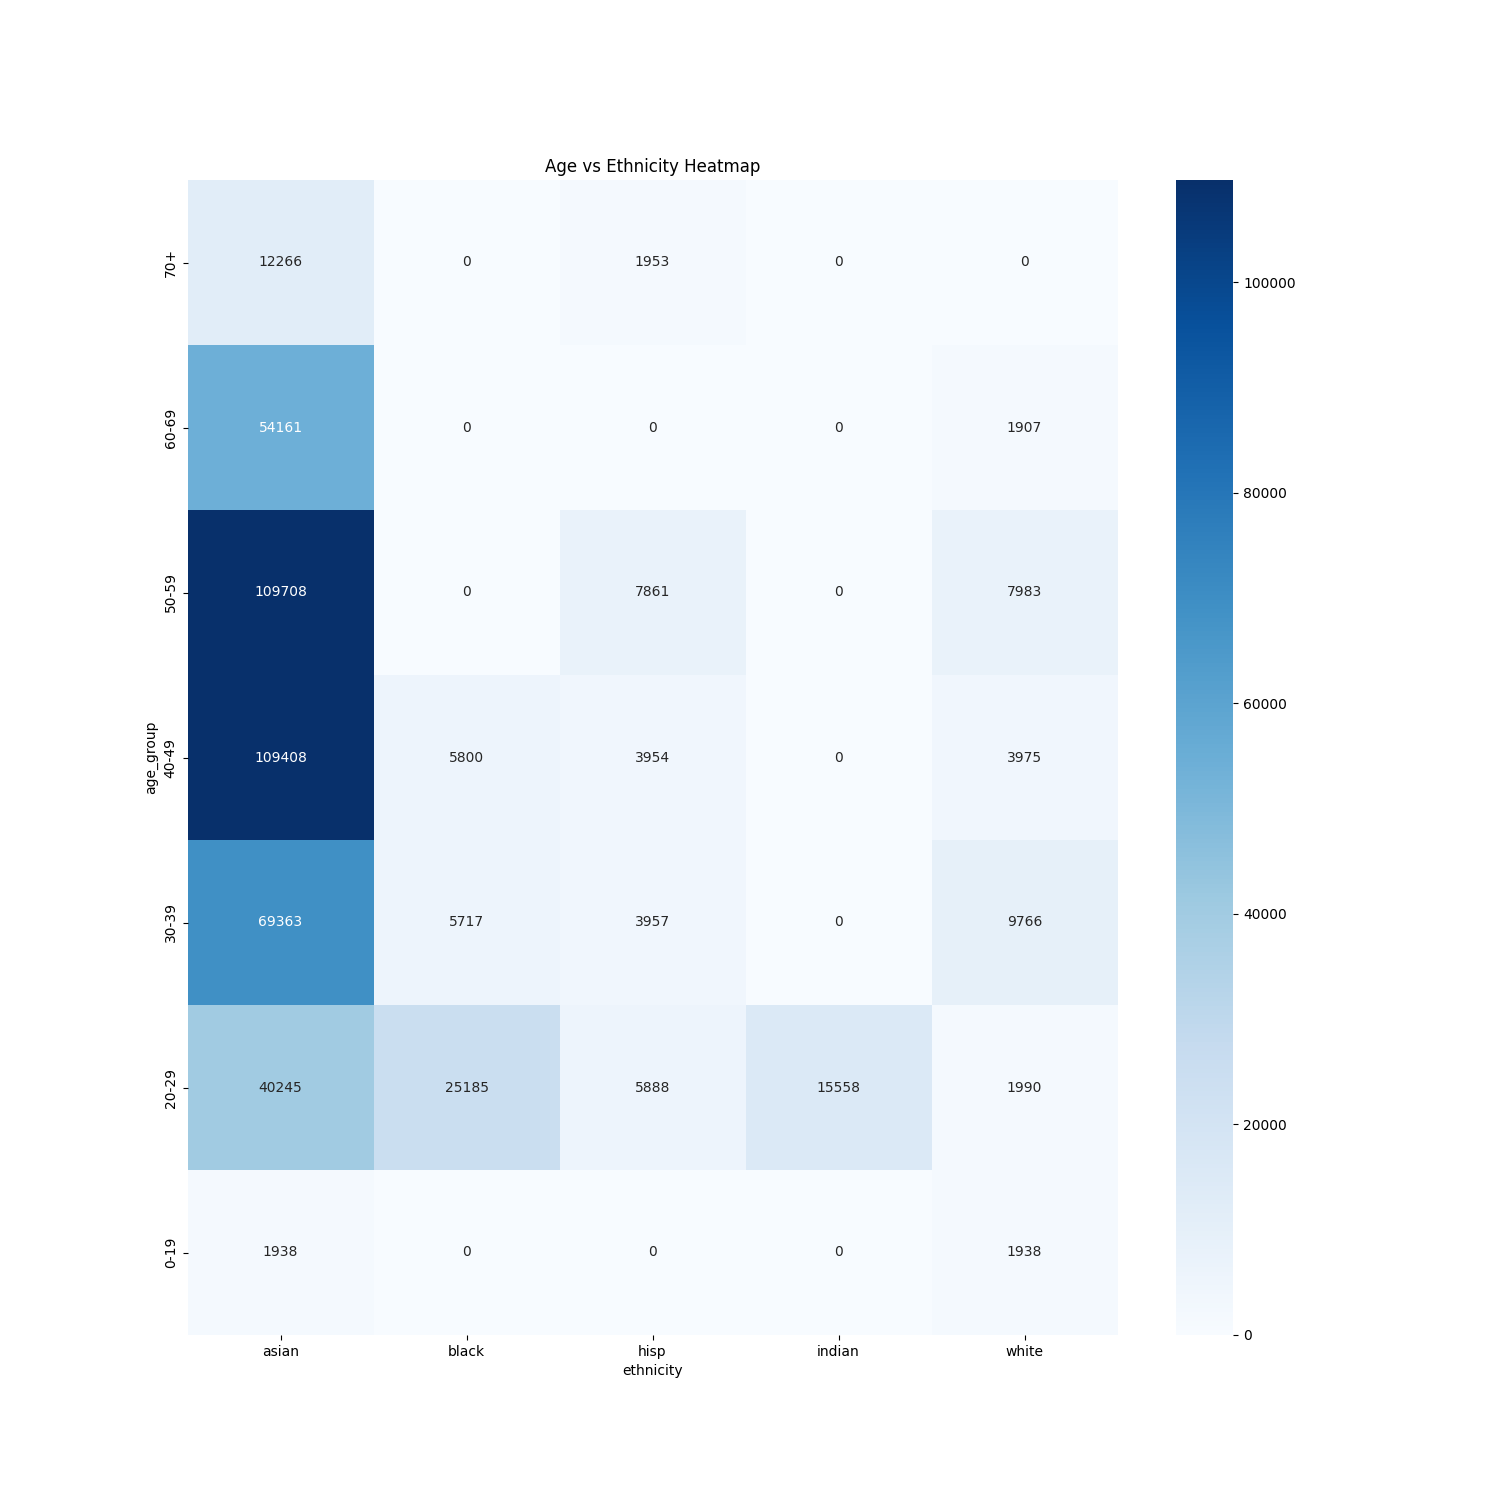 Age vs Ethnicity Heatmap
age_group
70+ 12266 0 1953 0 0
60-69 54161 0 0 0 1907
50-59 109708 0 7861 0 7983
40-49 109408 5800 3954 0 3975
30-39 69363 5717 3957 0 9766
20-29 40245 25185 5888 15558 1990
0-19 1938 0 0 0 1938
asian black hisp indian white
ethnicity
100000
80000
60000
40000
20000
0